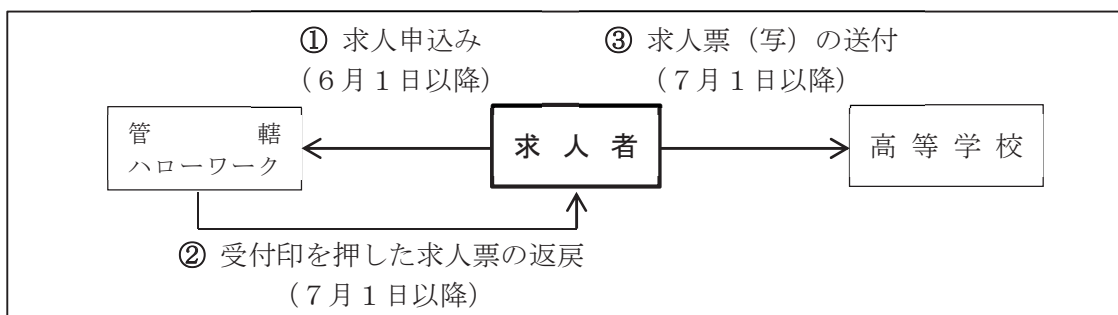 ① 求人申込み
（６月１日以降）
③ 求人票（写）の送付
（７月１日以降）
管　　　轄
ハローワーク
求 人 者
高 等 学 校
② 受付印を押した求人票の返戻
（７月１日以降）